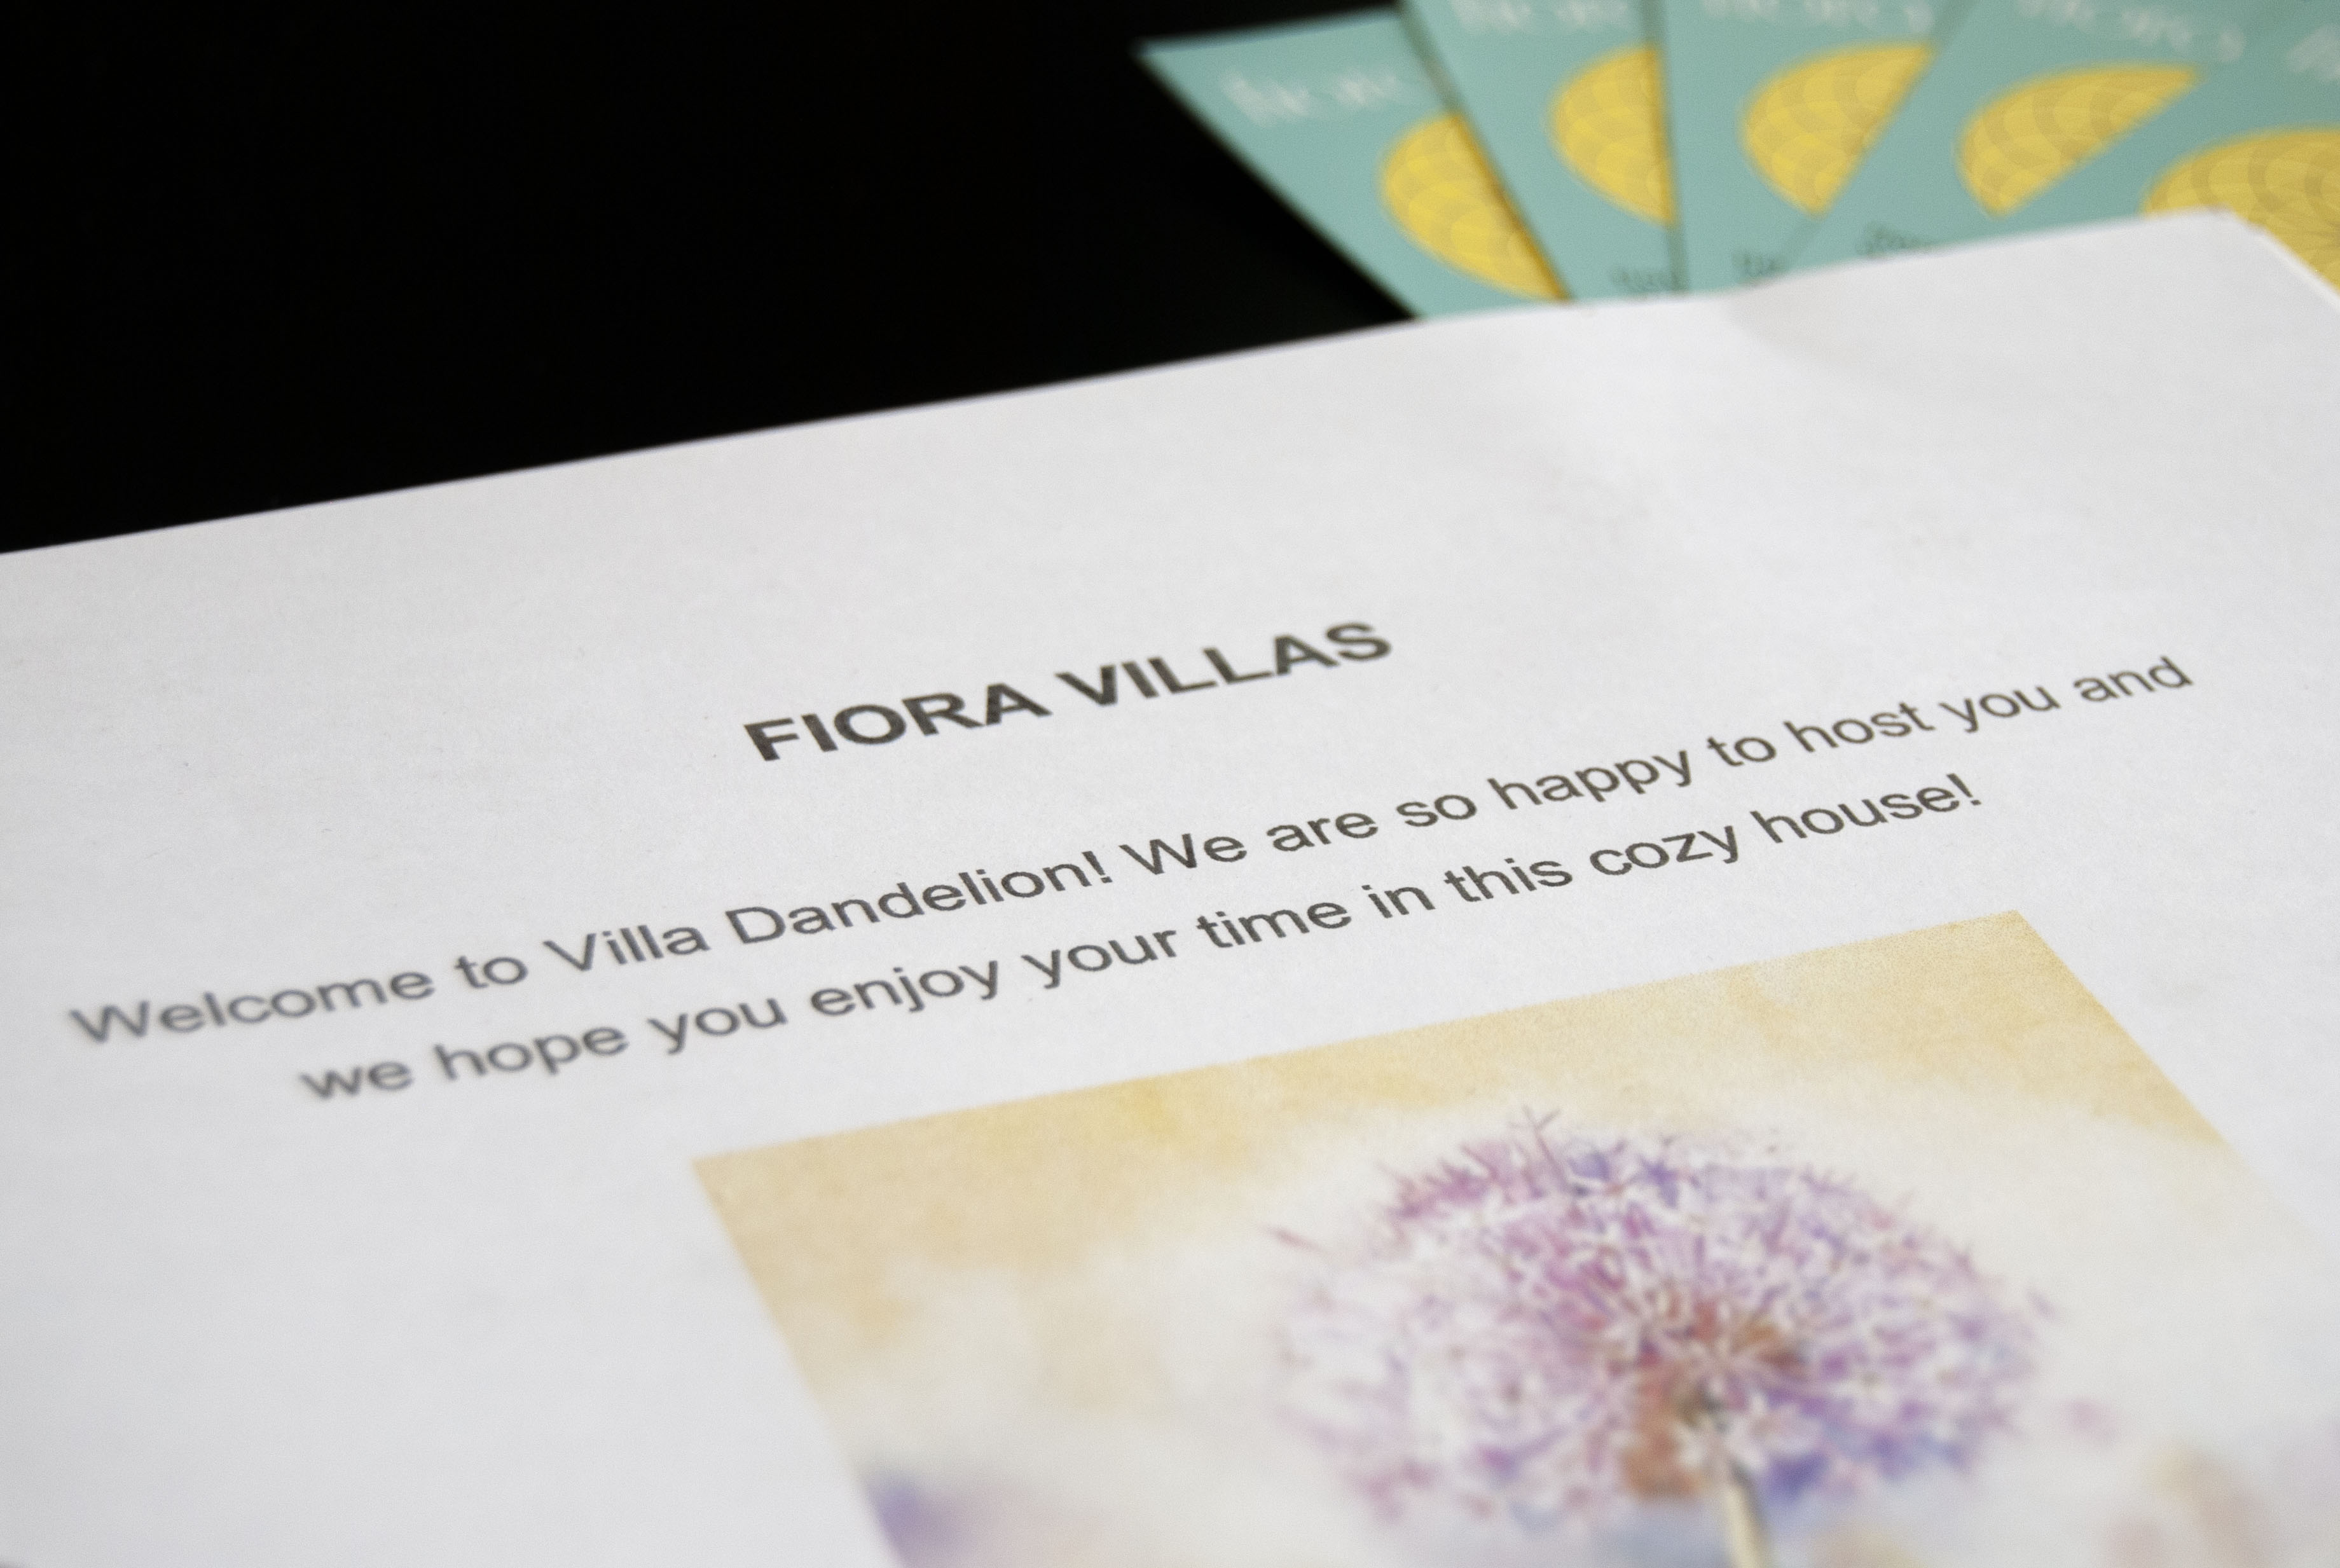 FIORA VILLAS
Welcome to Villa Dandelion! We are so happy to host you and
we hope you enjoy your time in this cozy house!